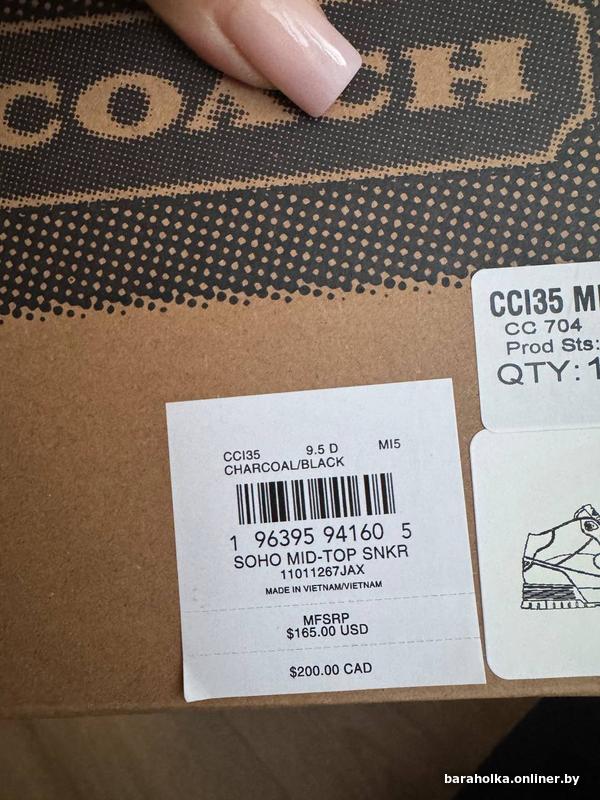 COACH
CCI35 MI
CC 704
Prod Sts:
QTY: 1
CCI35 9.5 D MI5
CHARCOAL/BLACK
1 96395 94160 5
SOHO MID-TOP SNKR
11011267JAX
MADE IN VIETNAM/VIETNAM
MFSRP
$165.00 USD
$200.00 CAD
baraholka.onliner.by